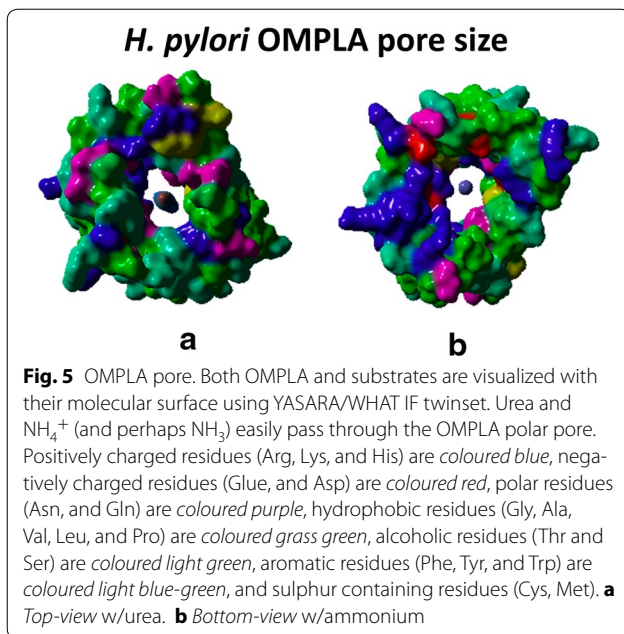 H. pylori OMPLA pore size
a
b
Fig. 5 OMPLA pore. Both OMPLA and substrates are visualized with
their molecular surface using YASARA/WHAT IF twinset. Urea and
NH₄⁺ (and perhaps NH₃) easily pass through the OMPLA polar pore.
Positively charged residues (Arg, Lys, and His) are coloured blue, neg-
atively charged residues (Glue, and Asp) are coloured red, polar residues
(Asn, and Gln) are coloured purple, hydrophobic residues (Gly, Ala,
Val, Leu, and Pro) are coloured grass green, alcoholic residues (Thr and
Ser) are coloured light green, aromatic residues (Phe, Tyr, and Trp) are
coloured light blue-green, and sulphur containing residues (Cys, Met). a
Top-view w/urea. b Bottom-view w/ammonium